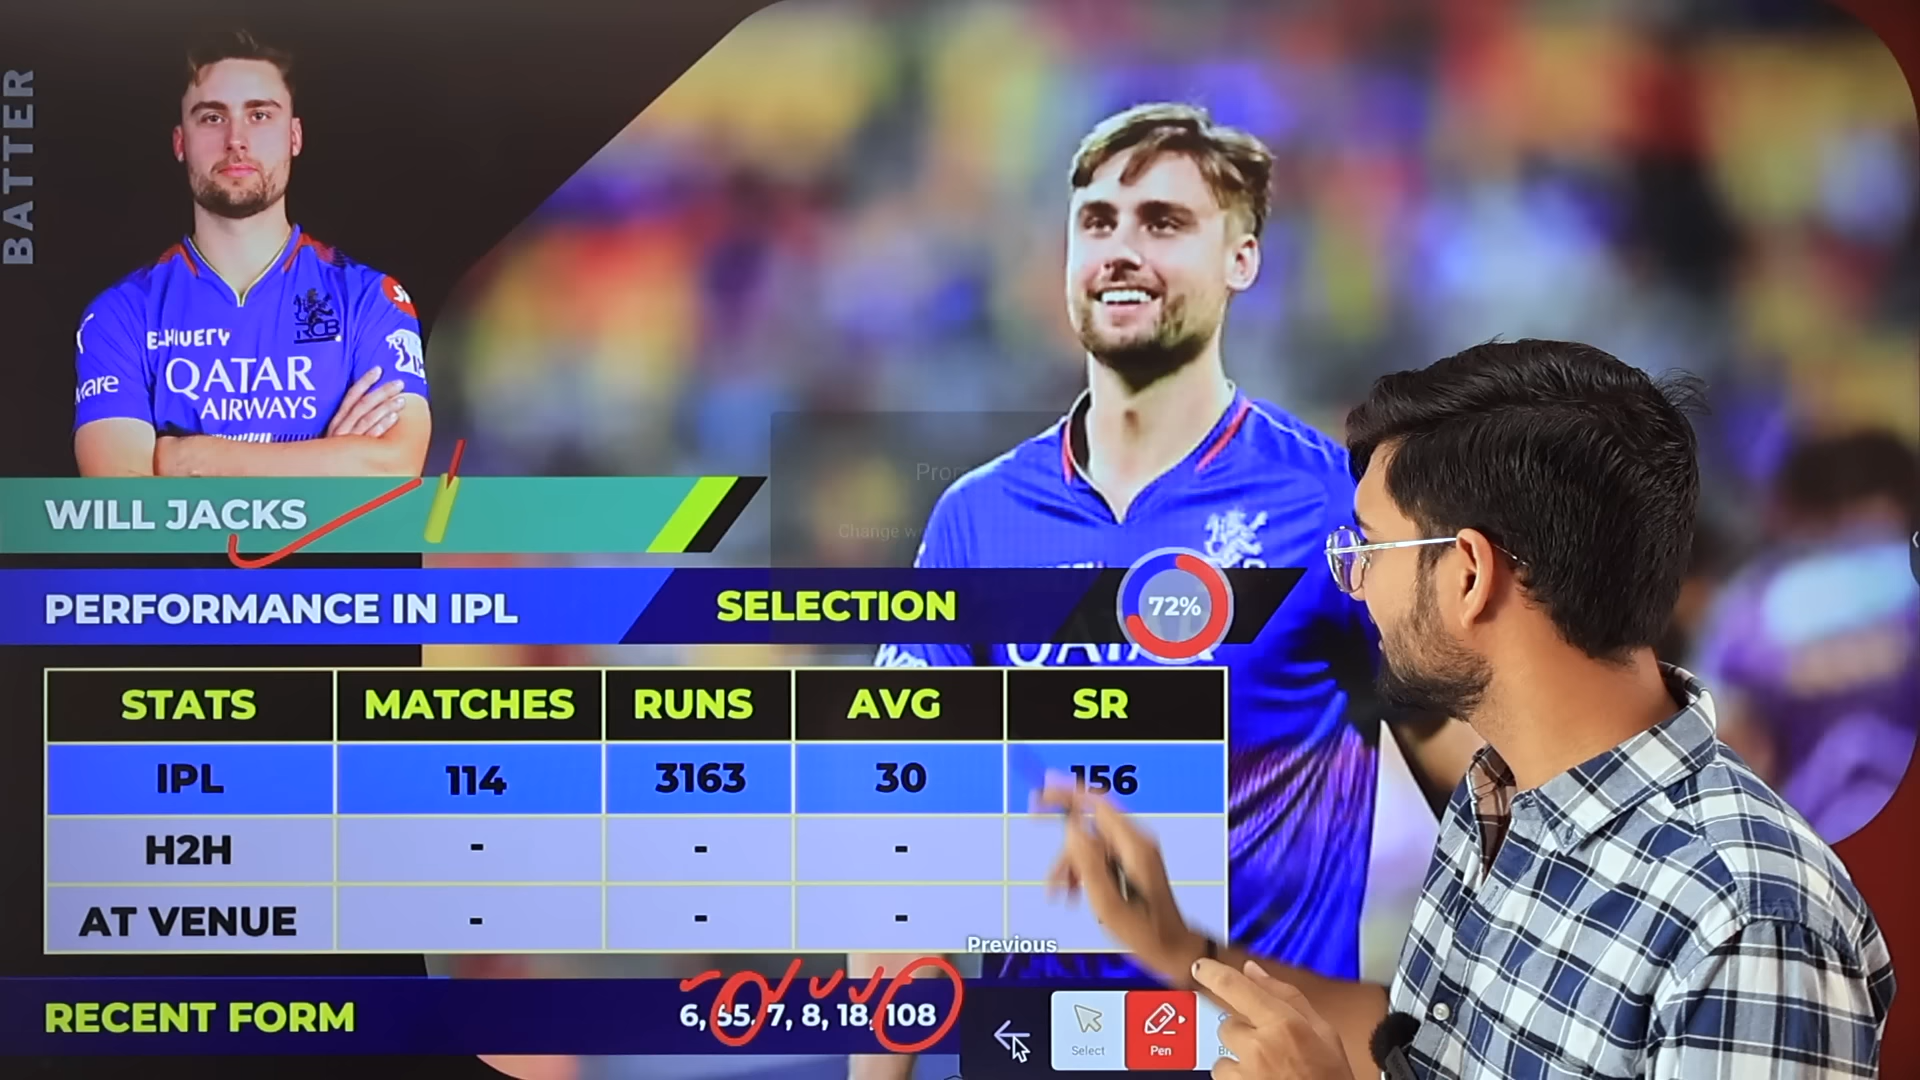 BATTER
QATAR
AIRWAYS
RCB
WILL JACKS
PERFORMANCE IN IPL
SELECTION
72%
STATS MATCHES RUNS AVG SR
IPL 114 3163 30 156
H2H - - -
AT VENUE - - - -
Previous
RECENT FORM
6, 55, 7, 8, 18, 108
Select
Pen